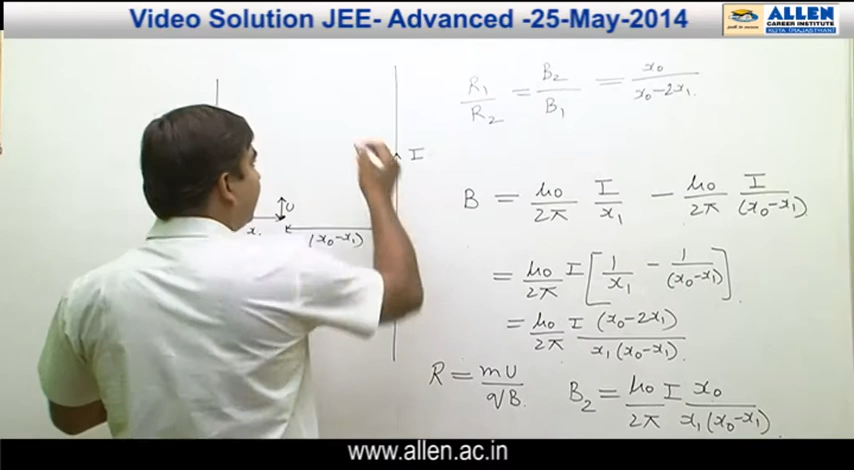 Video Solution JEE- Advanced -25-May-2014
ALLEN
CAREER INSTITUTE
KOTA (RAJASTHAN)
R₁/R₂ = B₂/B₁ = x₀/(x₀-2x₁)
I
B = μ₀/2π I/x₁ - μ₀/2π I/(x₀-x₁)
U
x₁
(x₀-x₁)
= μ₀/2π I [1/x₁ - 1/(x₀-x₁)]
= μ₀/2π I (x₀-2x₁)/x₁(x₀-x₁)
R = mU/qB
B₂ = μ₀/2π I x₀/x₁(x₀-x₁)
www.allen.ac.in